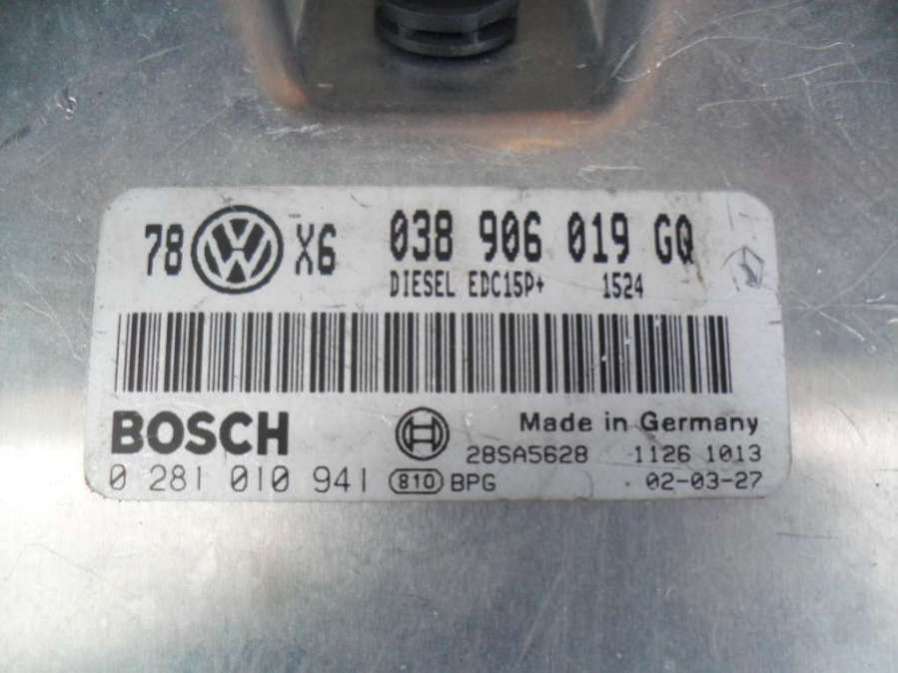 78 VW X6 038 906 019 GQ
DIESEL EDC15P+ 1524
BOSCH Made in Germany
28SA5628 1126 1013
0 281 010 941 810 BPG 02-03-27